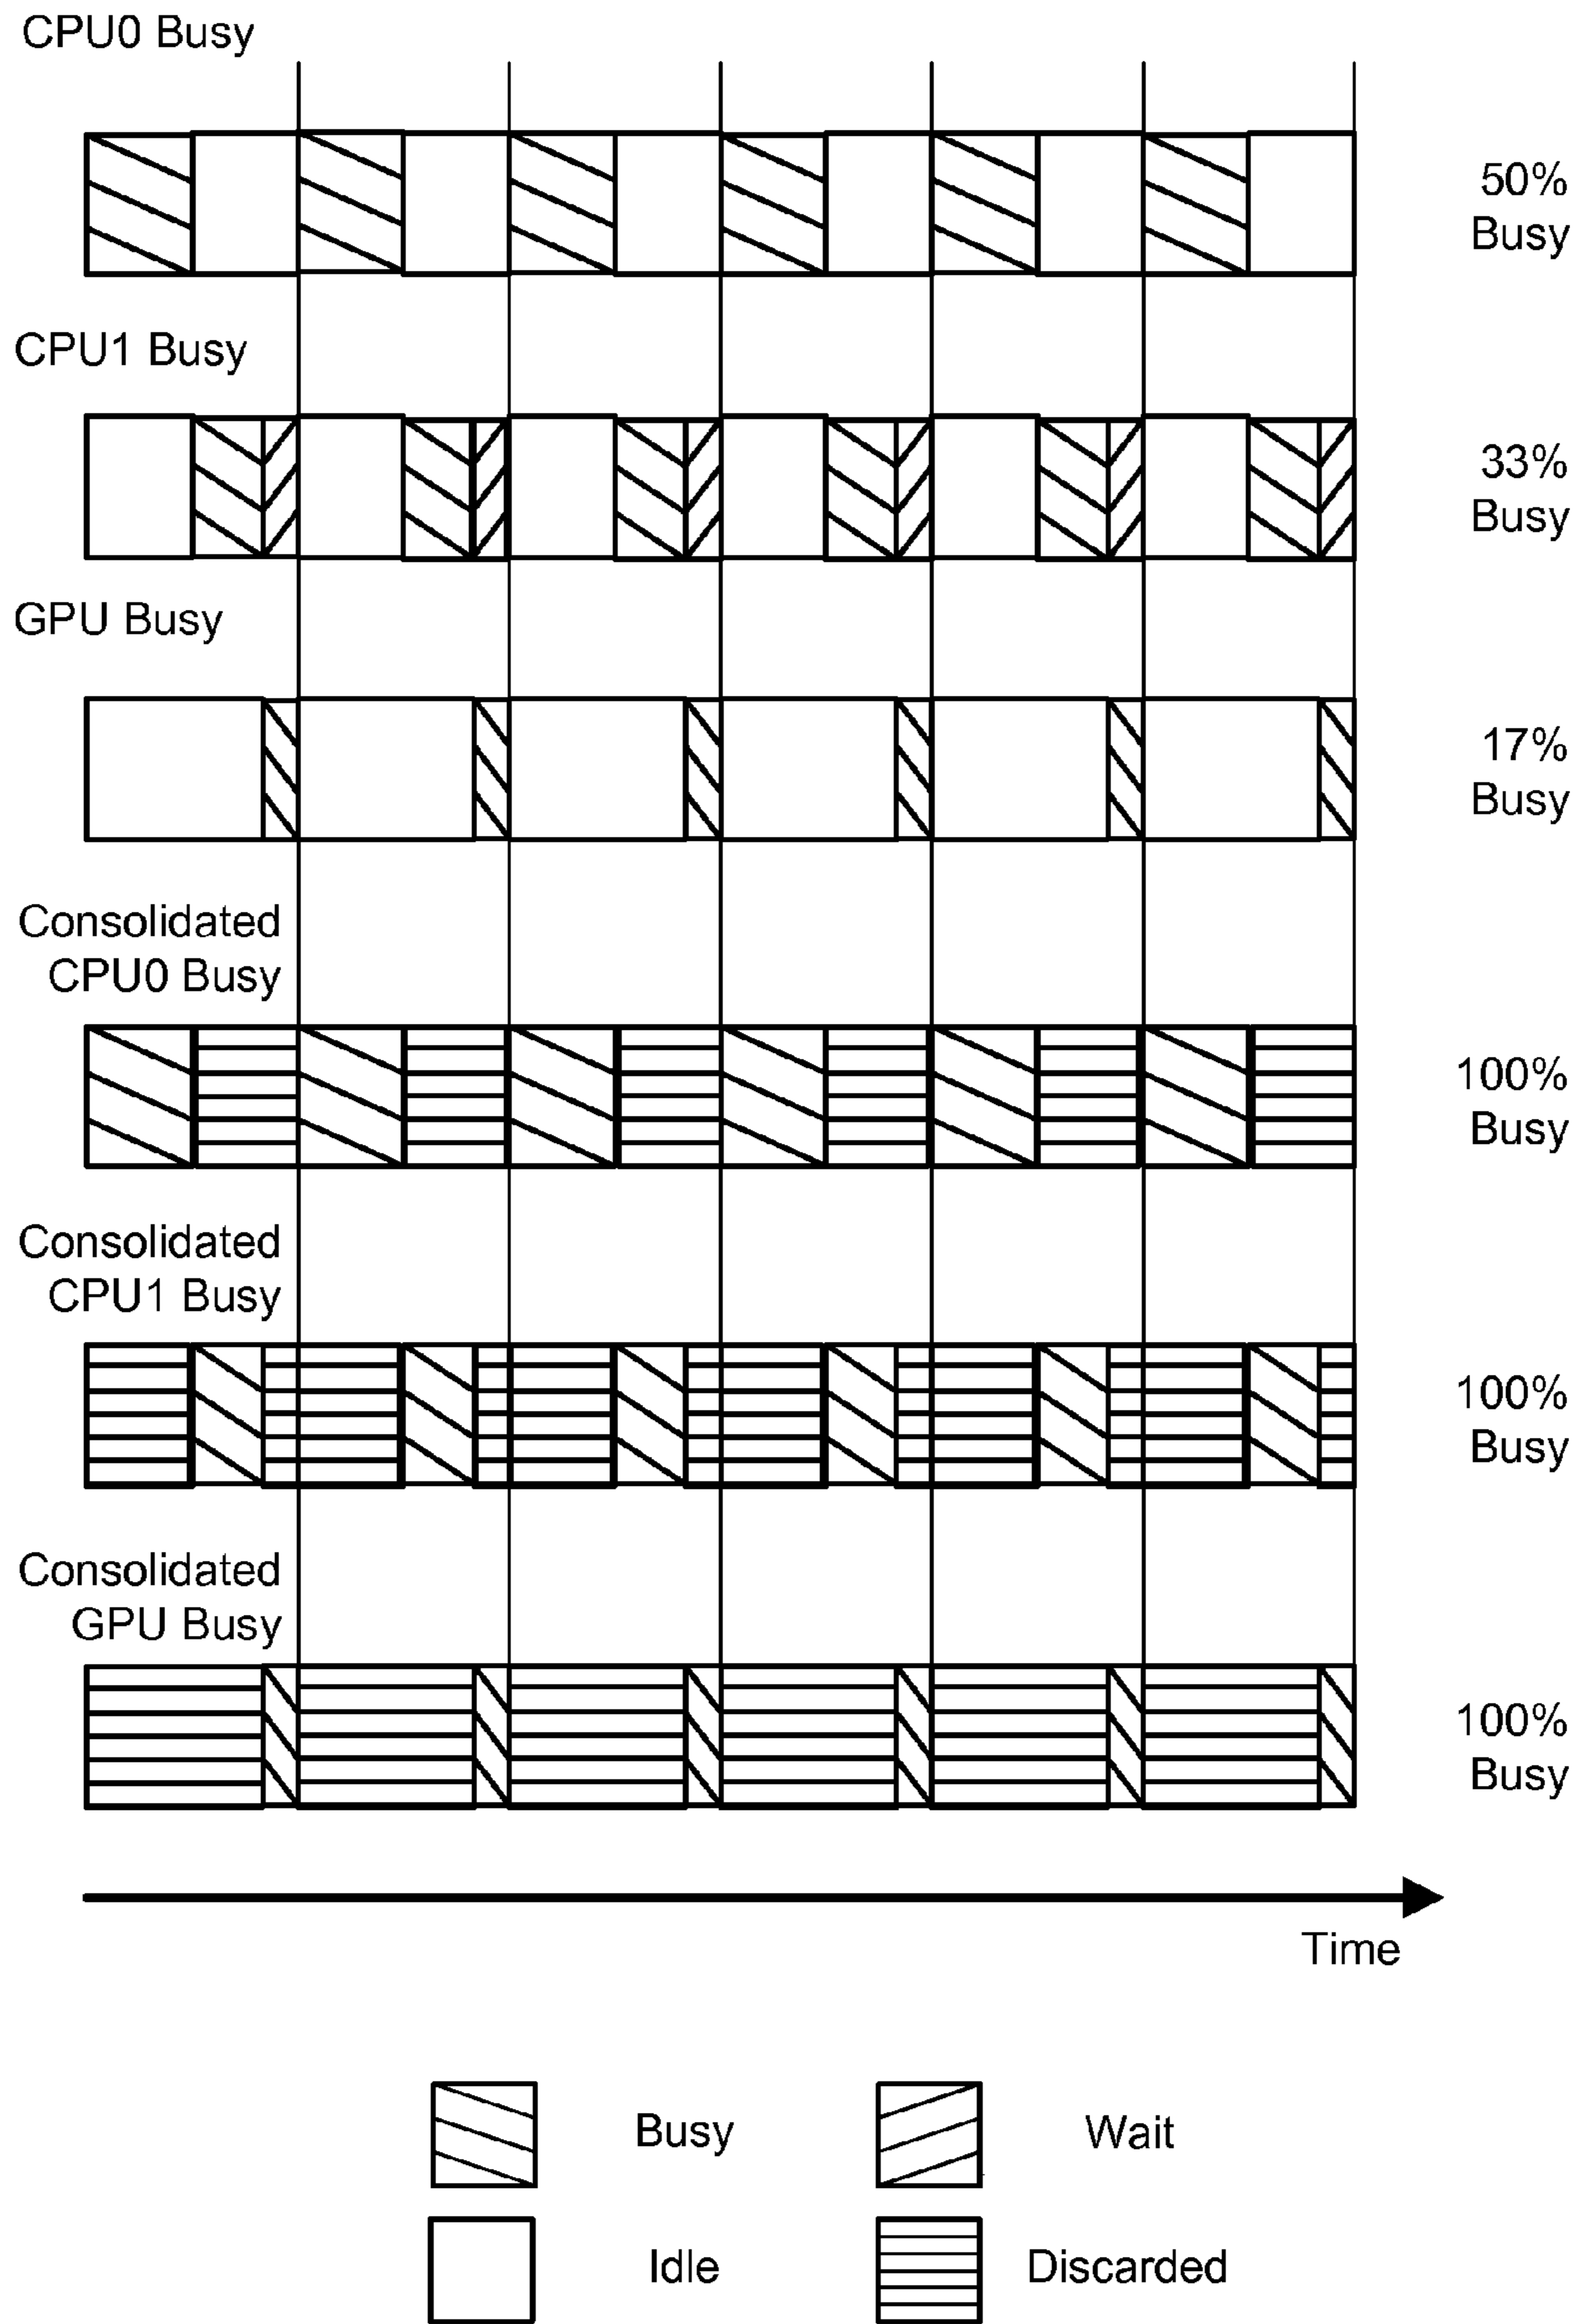 CPU0 Busy
50%
Busy
CPU1 Busy
33%
Busy
GPU Busy
17%
Busy
Consolidated
CPU0 Busy
100%
Busy
Consolidated
CPU1 Busy
100%
Busy
Consolidated
GPU Busy
100%
Busy
Time
Busy
Wait
Idle
Discarded